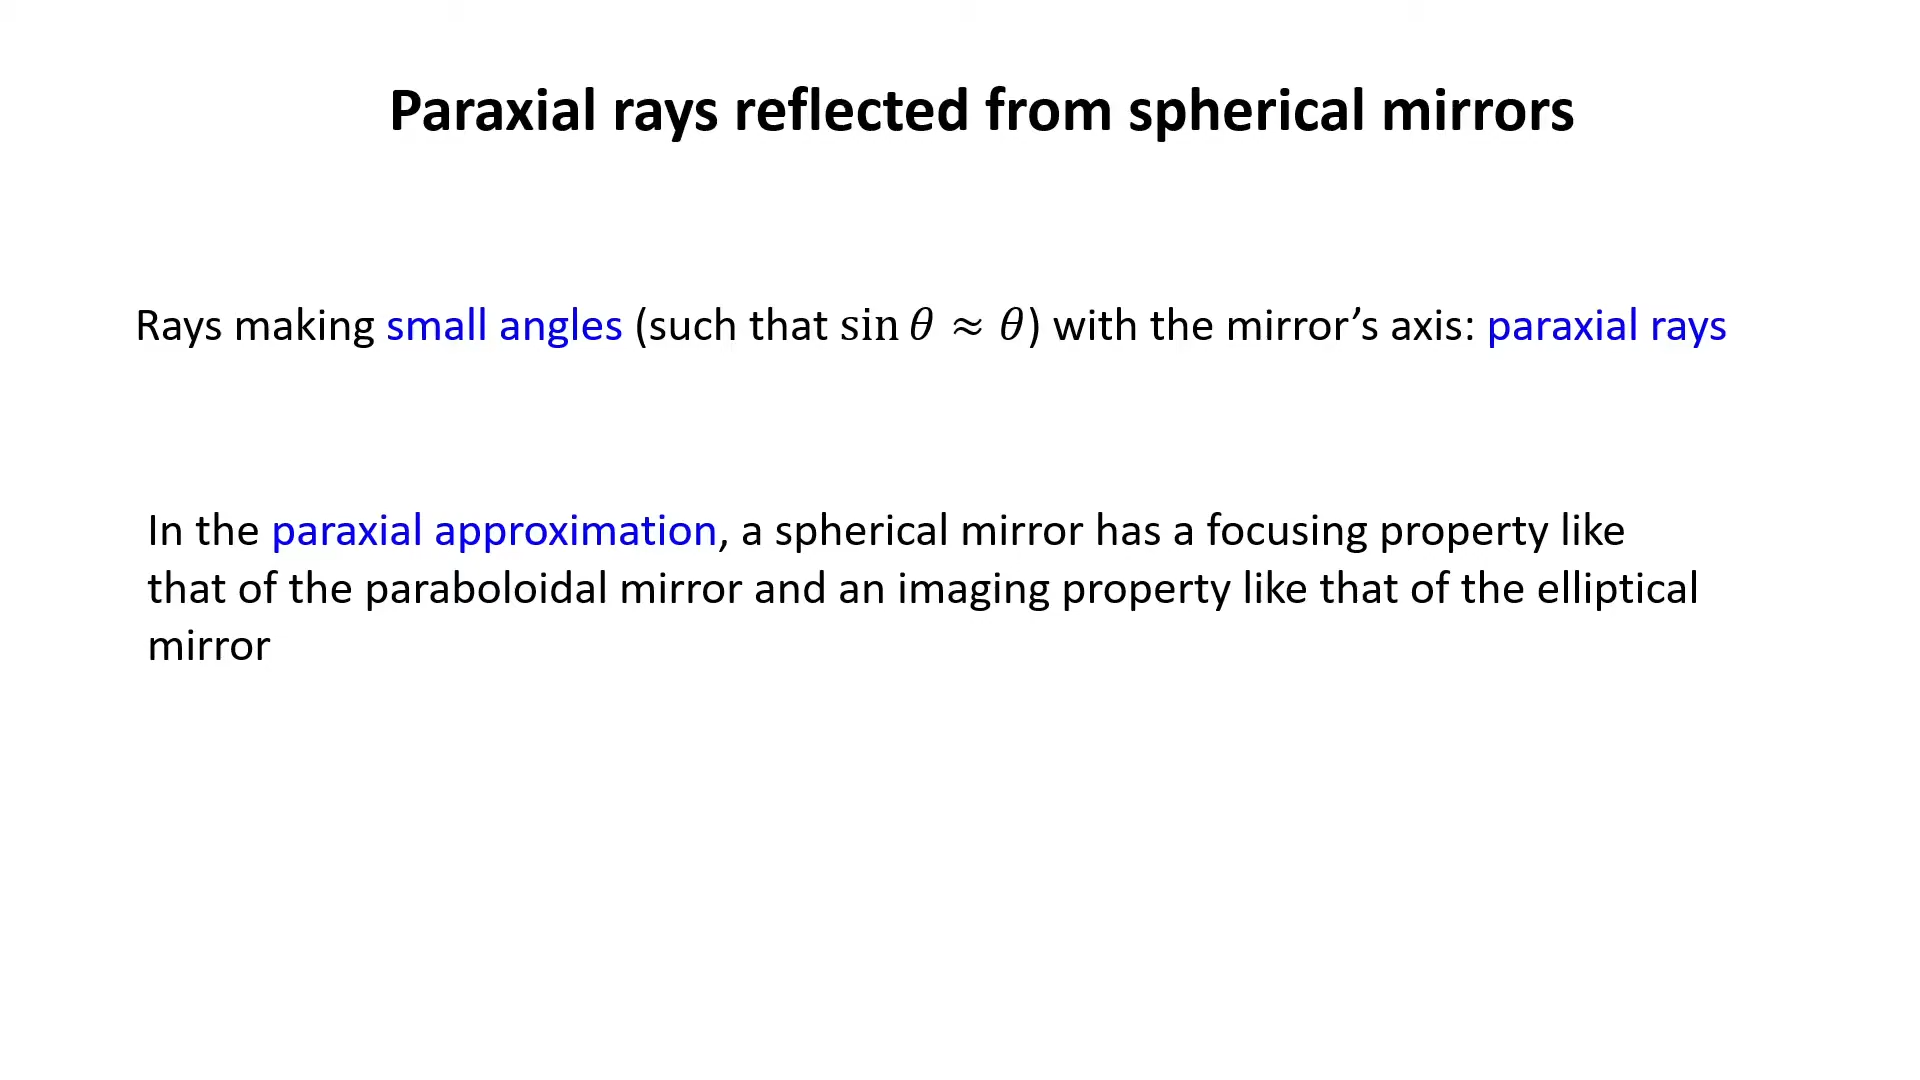 Paraxial rays reflected from spherical mirrors
Rays making small angles (such that sin θ ≈ θ) with the mirror’s axis: paraxial rays
In the paraxial approximation, a spherical mirror has a focusing property like
that of the paraboloidal mirror and an imaging property like that of the elliptical
mirror